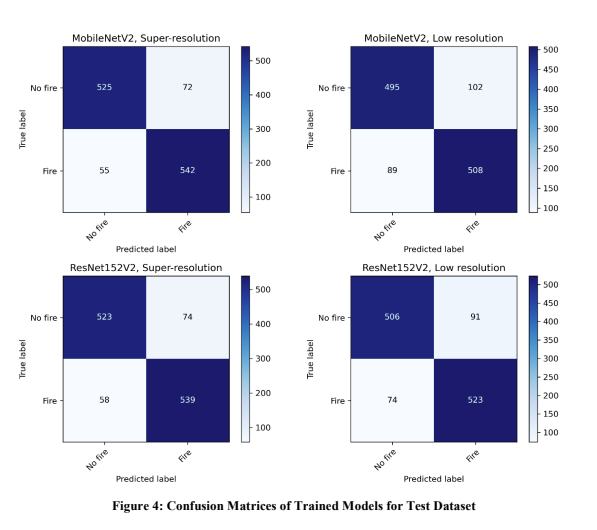 MobileNetV2, Super-resolution
No fire
Fire
True label
525
72
55
542
No fire
Fire
Predicted label
500
400
300
200
100
MobileNetV2, Low resolution
No fire
Fire
True label
495
102
89
508
No fire
Fire
Predicted label
500
450
400
350
300
250
200
150
100
ResNet152V2, Super-resolution
No fire
Fire
True label
523
74
58
539
No fire
Fire
Predicted label
500
400
300
200
100
ResNet152V2, Low resolution
No fire
Fire
True label
506
91
74
523
No fire
Fire
Predicted label
500
450
400
350
300
250
200
150
100
Figure 4: Confusion Matrices of Trained Models for Test Dataset